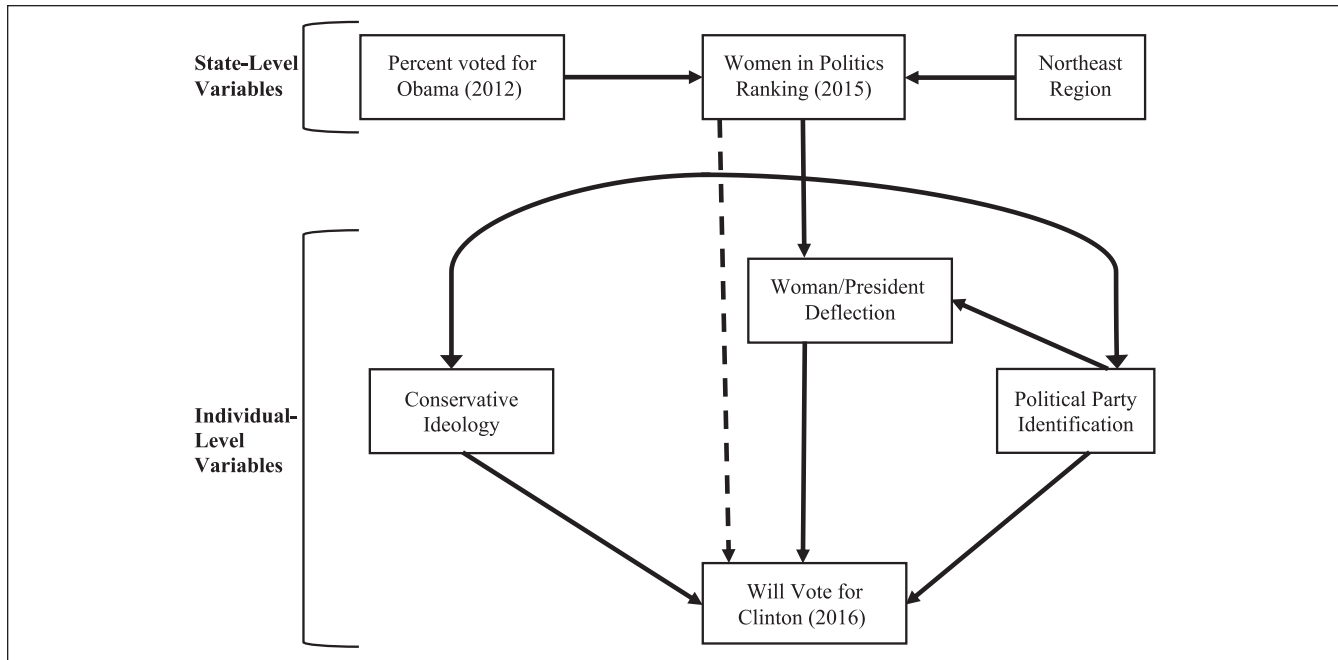 State-Level
Variables
Percent voted for
Obama (2012)
Women in Politics
Ranking (2015)
Northeast
Region
Individual-
Level
Variables
Woman/President
Deflection
Conservative
Ideology
Political Party
Identification
Will Vote for
Clinton (2016)